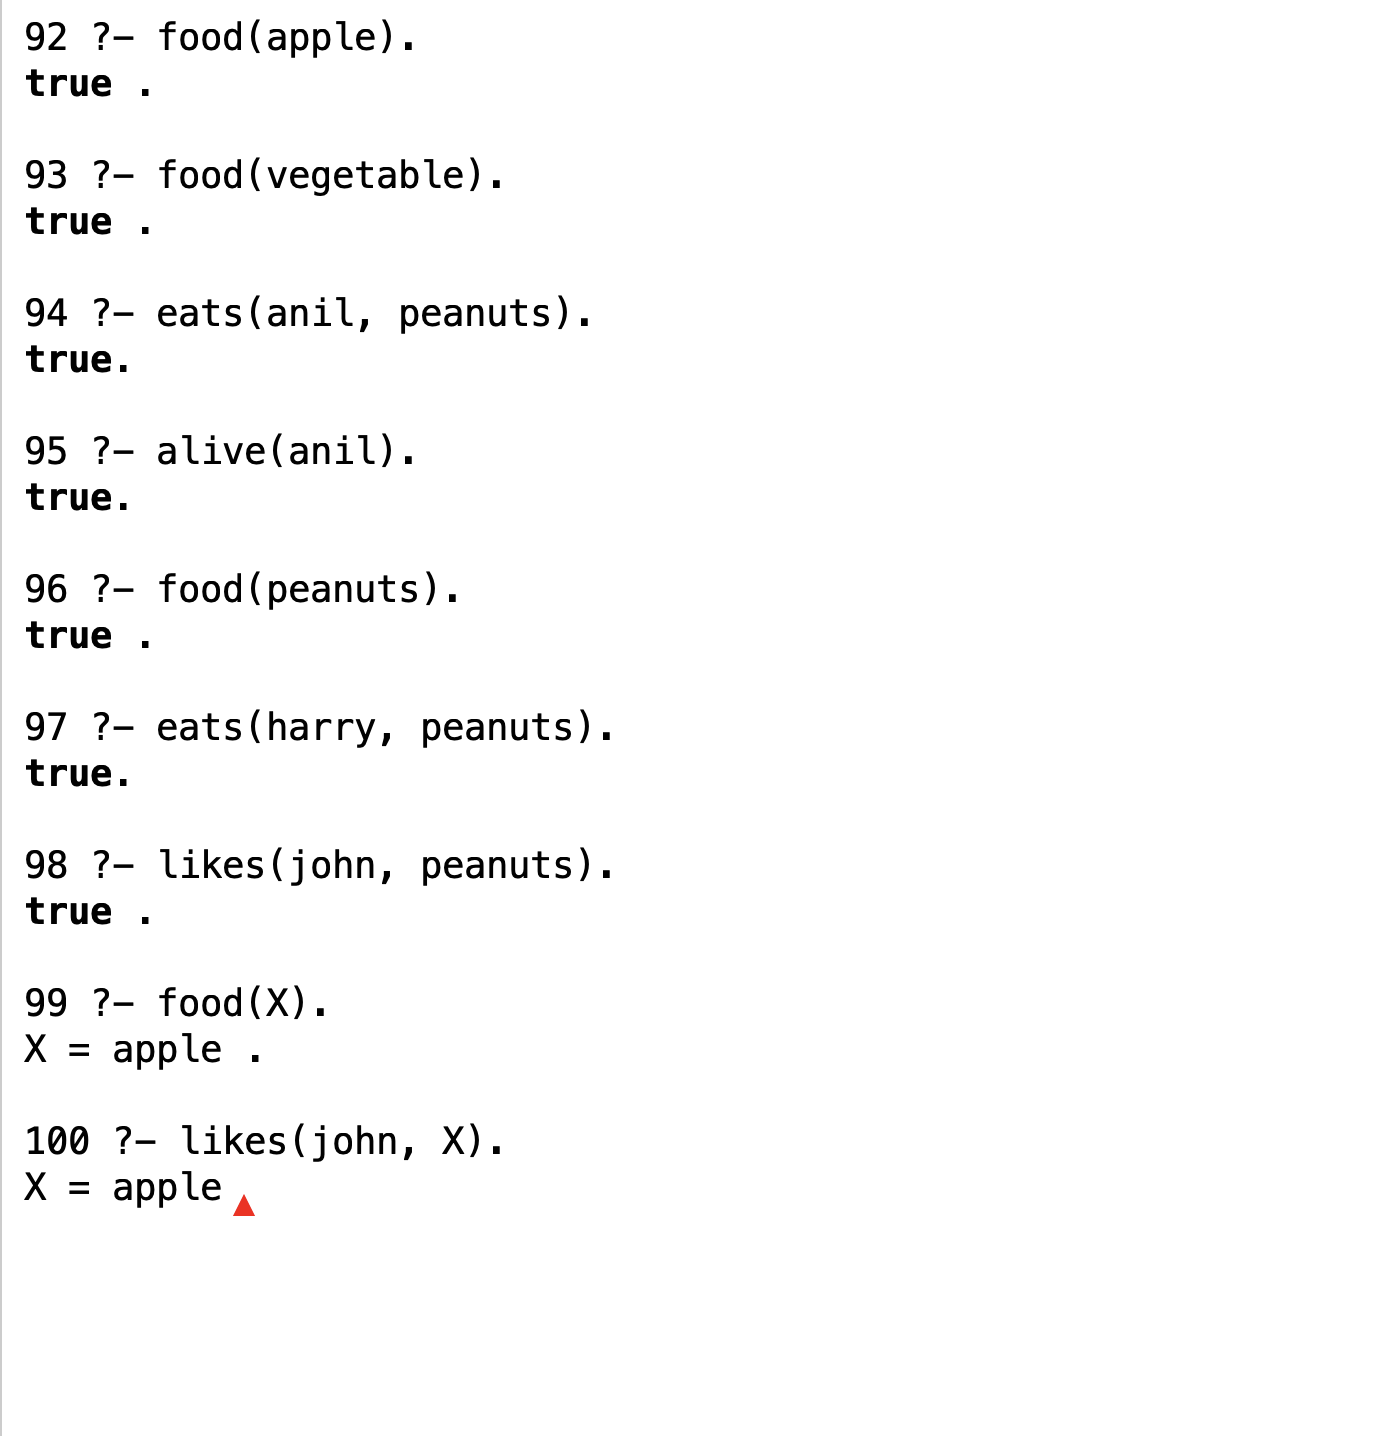 92 ?- food(apple).
true .
93 ?- food(vegetable).
true .
94 ?- eats(anil, peanuts).
true.
95 ?- alive(anil).
true.
96 ?- food(peanuts).
true .
97 ?- eats(harry, peanuts).
true.
98 ?- likes(john, peanuts).
true .
99 ?- food(X).
X = apple .
100 ?- likes(john, X).
X = apple